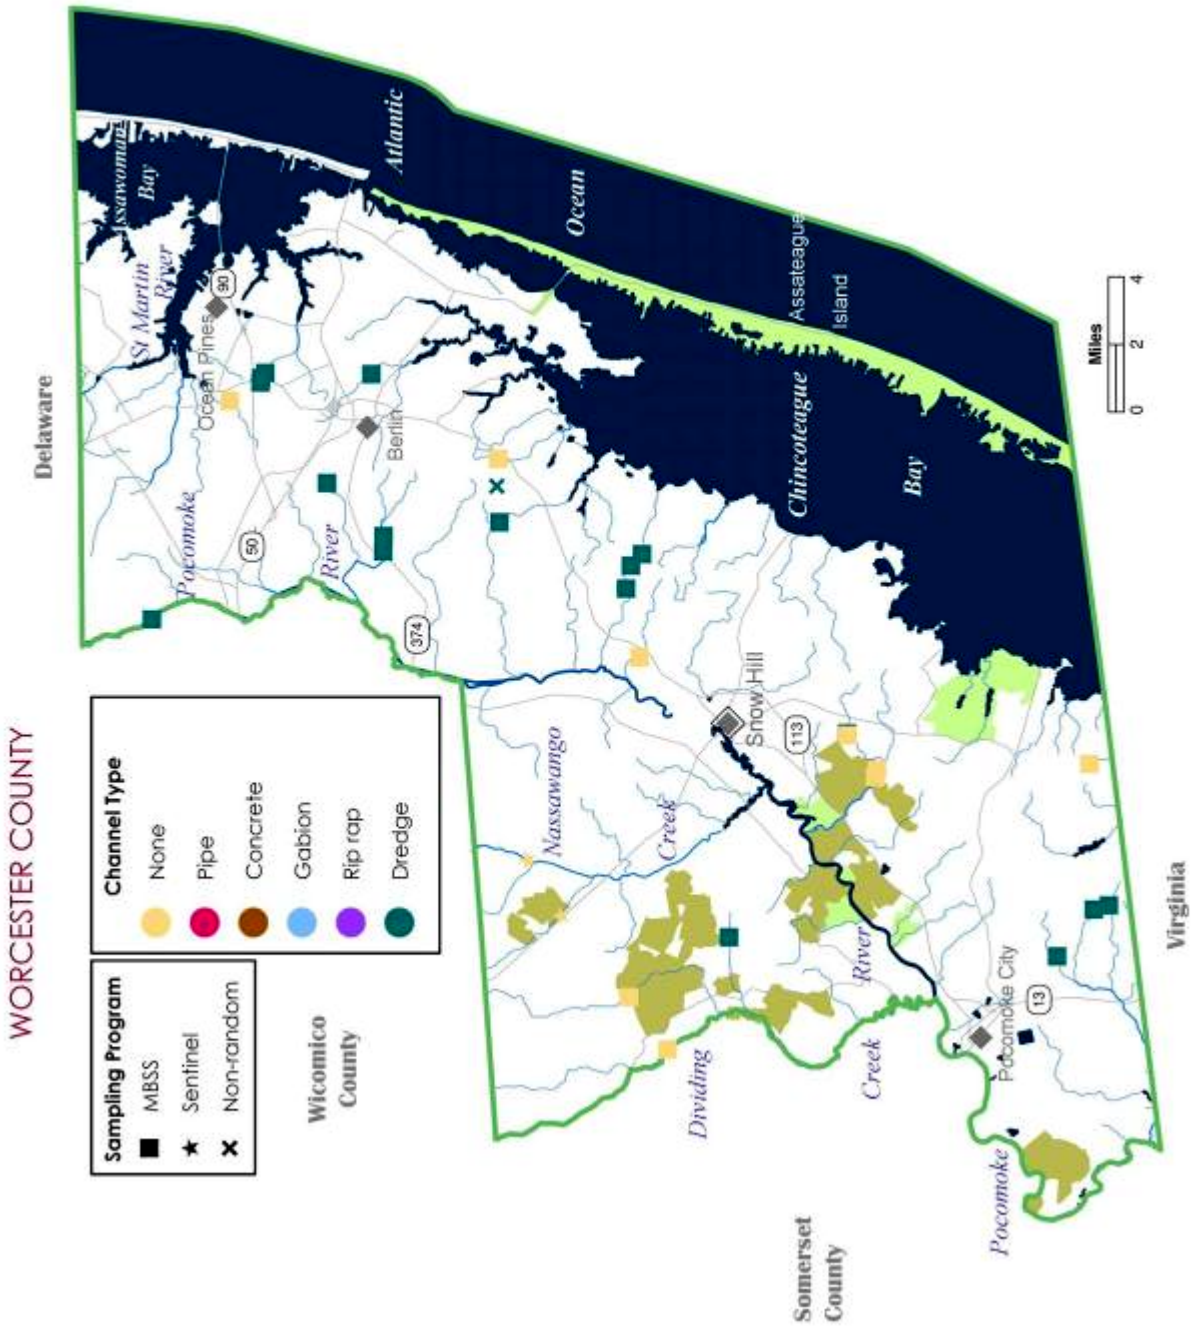 WORCESTER COUNTY
Sampling Program
MBSS
Sentinel
Non-random
Channel Type
None
Pipe
Concrete
Gabion
Rip rap
Dredge
Delaware
Wicomico
County
Somerset
County
Virginia
Assawoman
Bay
St Martin
River
90
Ocean Pines
Atlantic
Ocean
Assateague
Island
Pocomoke
River
50
Berlin
374
Chincoteague
Bay
Nassawango
Creek
Snow Hill
113
Dividing
Creek
River
Pocomoke City
13
Pocomoke
Miles
0 2 4